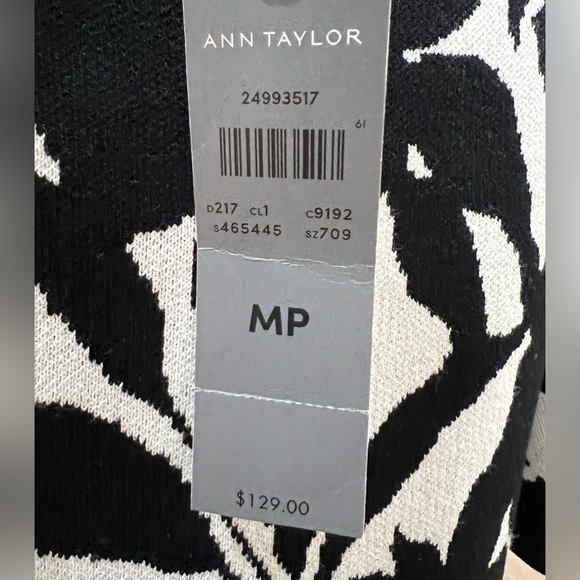 ANN TAYLOR
24993517
61
D217 CL1 C9192
S465445 SZ709
MP
$129.00